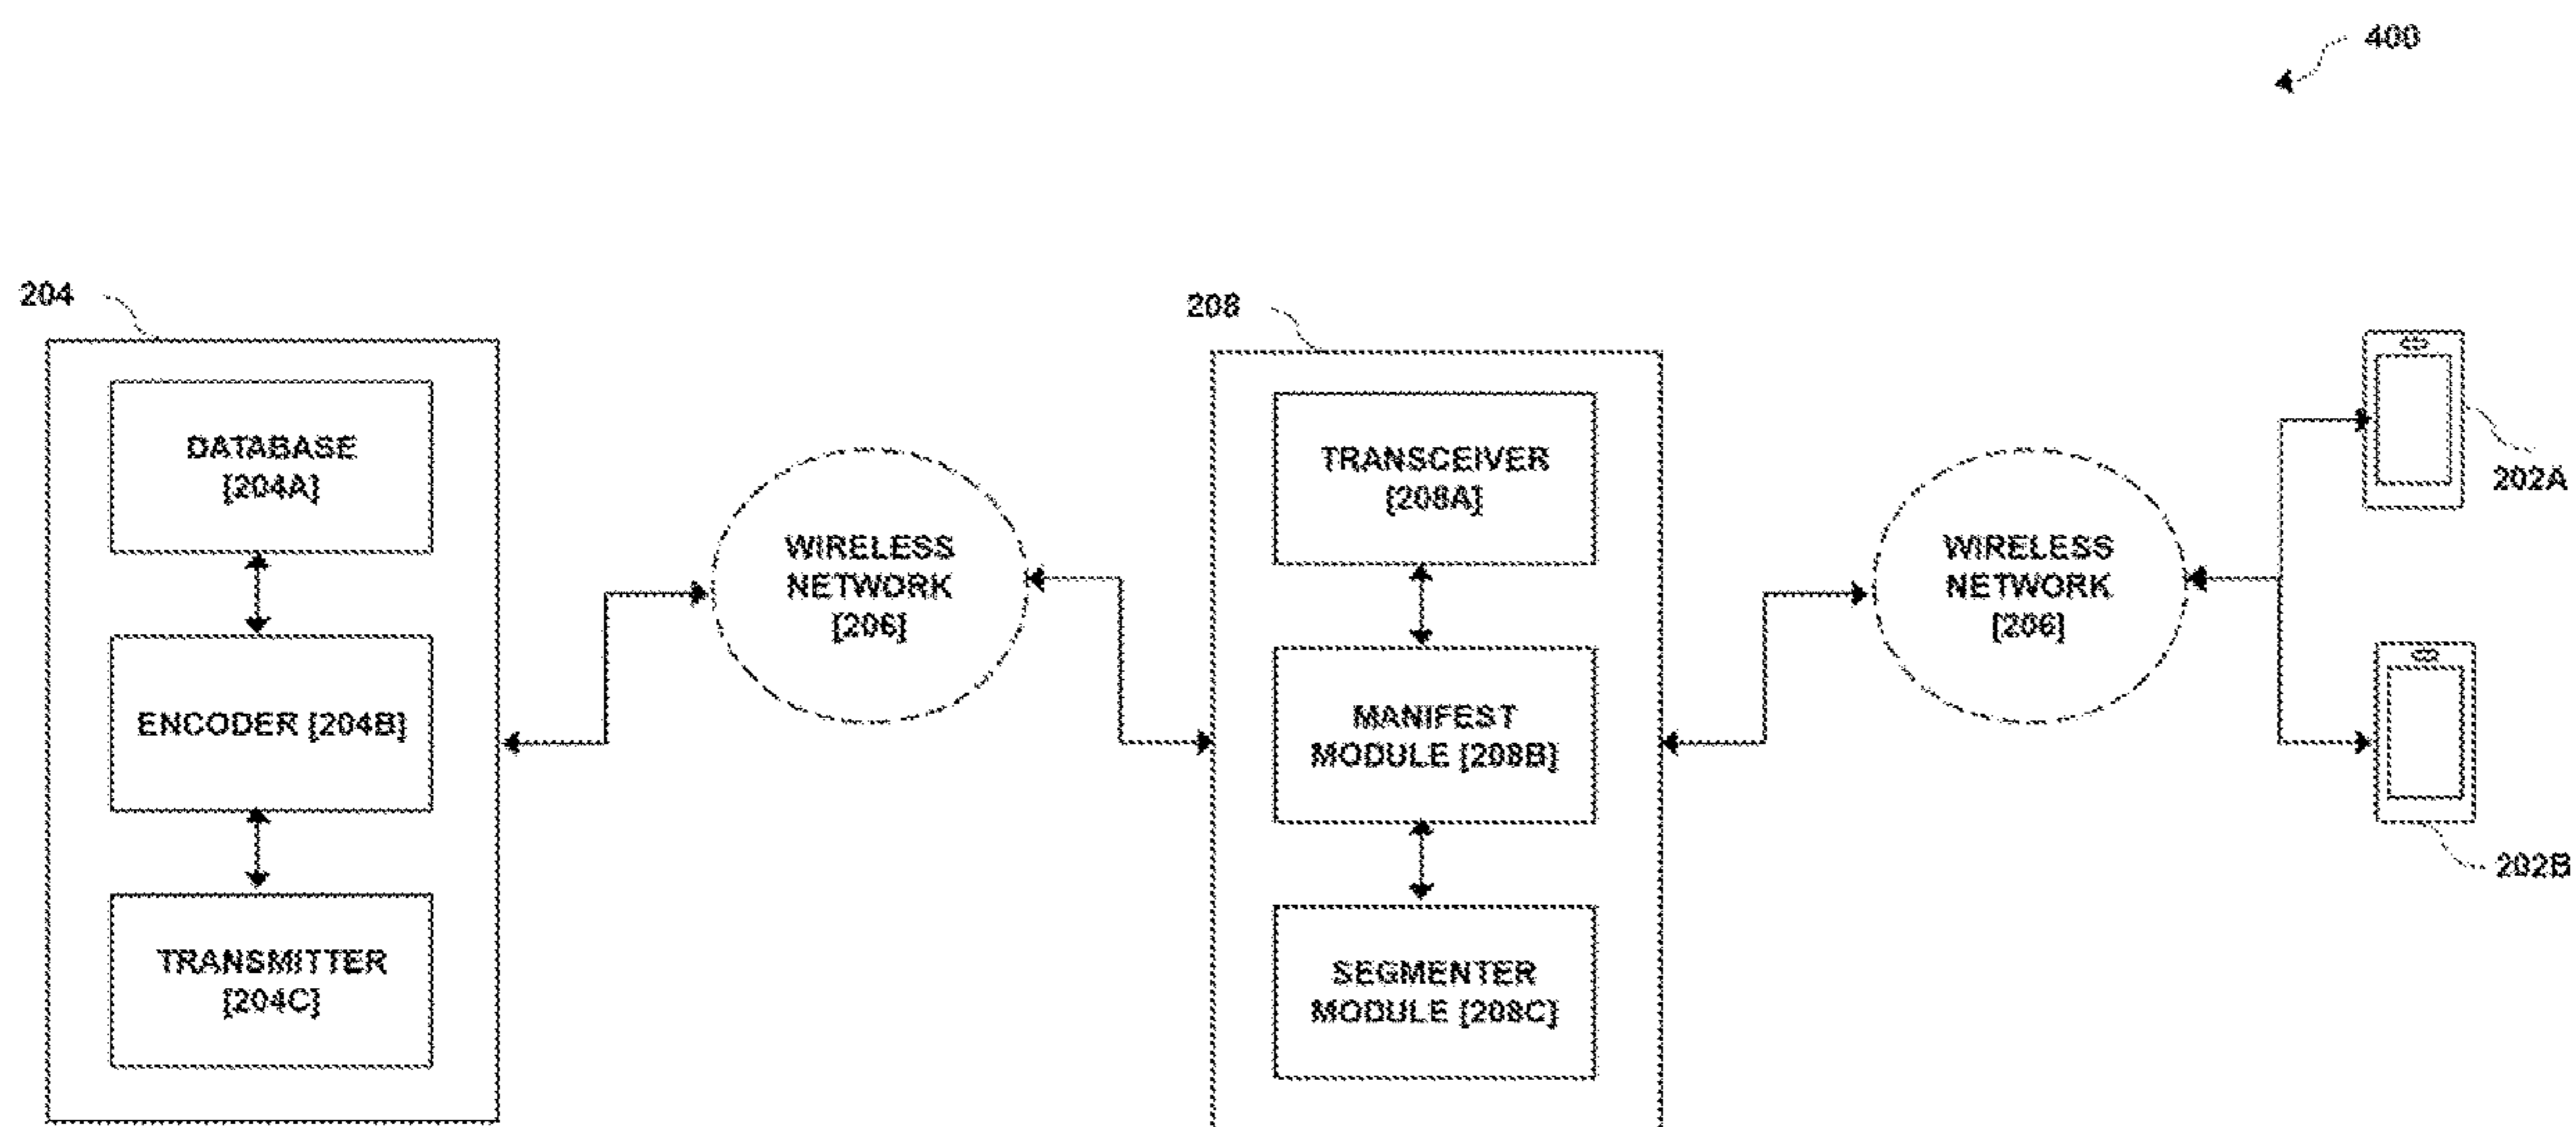 400
204
208
DATABASE
[204A]
ENCODER [204B]
TRANSMITTER
[204C]
WIRELESS
NETWORK
[206]
TRANSCEIVER
[208A]
MANIFEST
MODULE [208B]
SEGMENTER
MODULE [208C]
WIRELESS
NETWORK
[206]
202A
202B